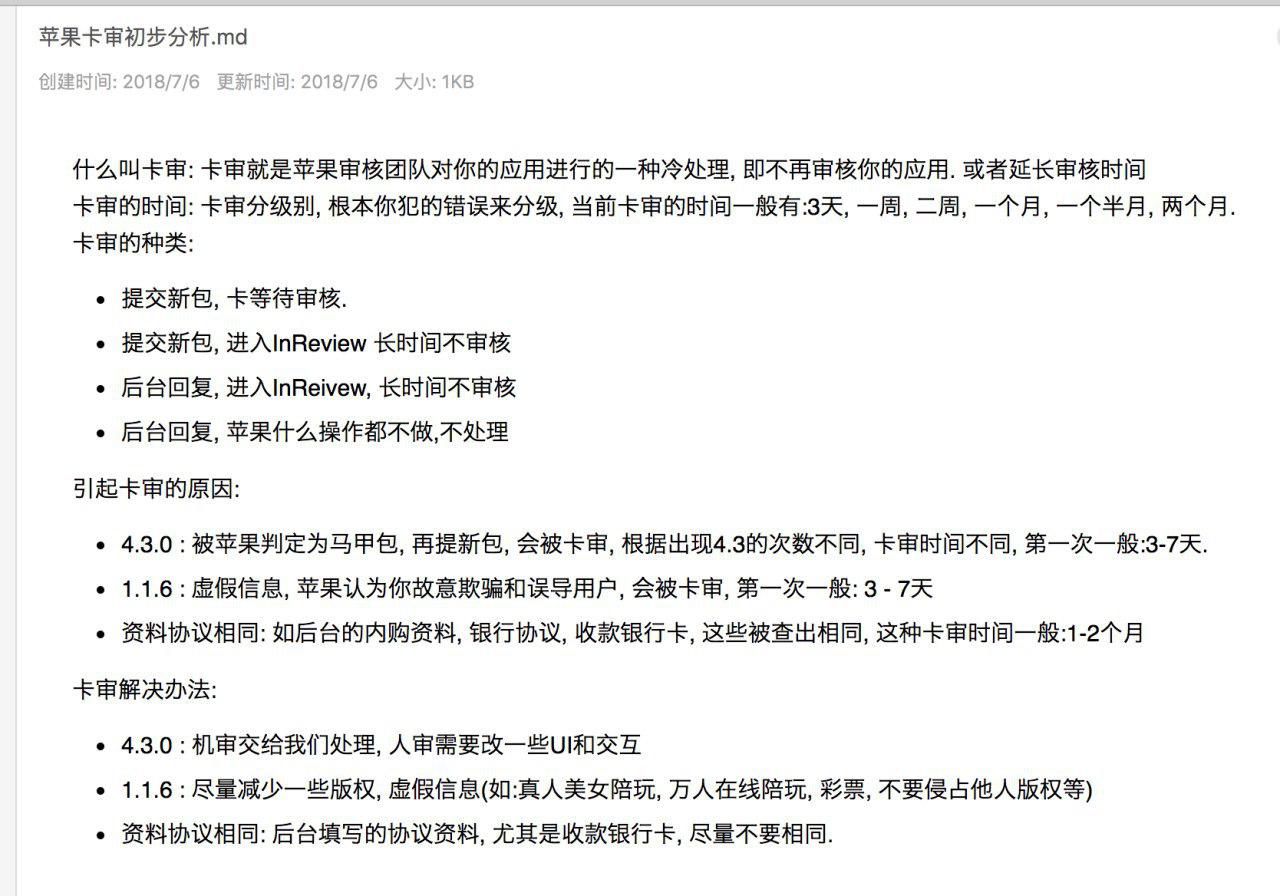 苹果卡审初步分析.md
创建时间: 2018/7/6 更新时间: 2018/7/6 大小: 1KB
什么叫卡审: 卡审就是苹果审核团队对你的应用进行的一种冷处理, 即不再审核你的应用. 或者延长审核时间
卡审的时间: 卡审分级别, 根本你犯的错误来分级, 当前卡审的时间一般有:3天, 一周, 二周, 一个月, 一个半月, 两个月.
卡审的种类:
• 提交新包, 卡等待审核.
• 提交新包, 进入InReview 长时间不审核
• 后台回复, 进入InReivew, 长时间不审核
• 后台回复, 苹果什么操作都不做,不处理
引起卡审的原因:
• 4.3.0 : 被苹果判定为马甲包, 再提新包, 会被卡审, 根据出现4.3的次数不同, 卡审时间不同, 第一次一般:3-7天.
• 1.1.6 : 虚假信息, 苹果认为你故意欺骗和误导用户, 会被卡审, 第一次一般: 3 - 7天
• 资料协议相同: 如后台的内购资料, 银行协议, 收款银行卡, 这些被查出相同, 这种卡审时间一般:1-2个月
卡审解决办法:
• 4.3.0 : 机审交给我们处理, 人审需要改一些UI和交互
• 1.1.6 : 尽量减少一些版权, 虚假信息(如:真人美女陪玩, 万人在线陪玩, 彩票, 不要侵占他人版权等)
• 资料协议相同: 后台填写的协议资料, 尤其是收款银行卡, 尽量不要相同.